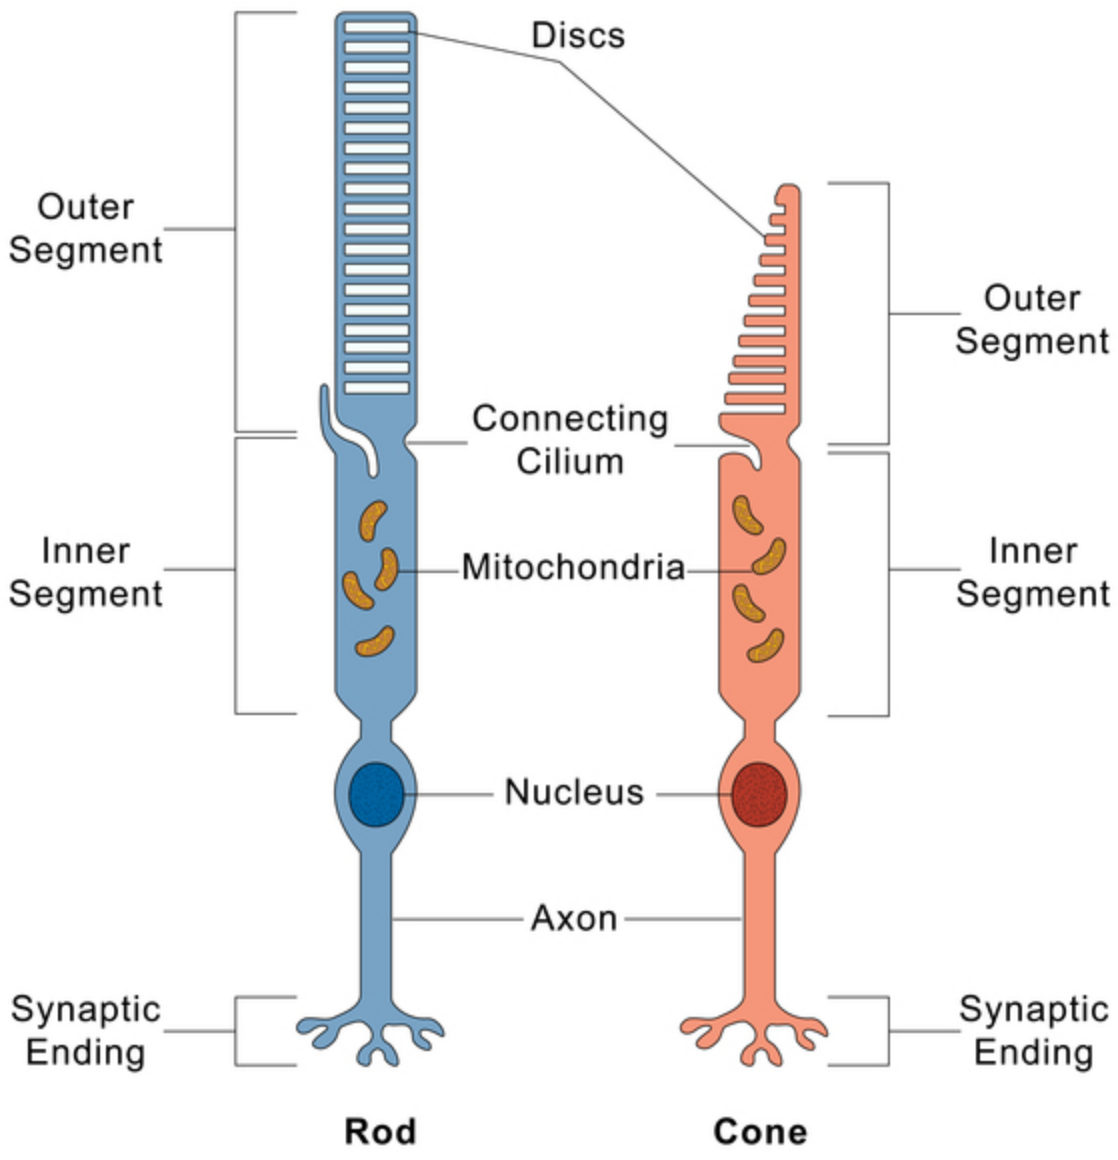 Discs
Outer
Segment
Outer
Segment
Connecting
Cilium
Inner
Segment
Mitochondria
Inner
Segment
Nucleus
Axon
Synaptic
Ending
Synaptic
Ending
Rod
Cone